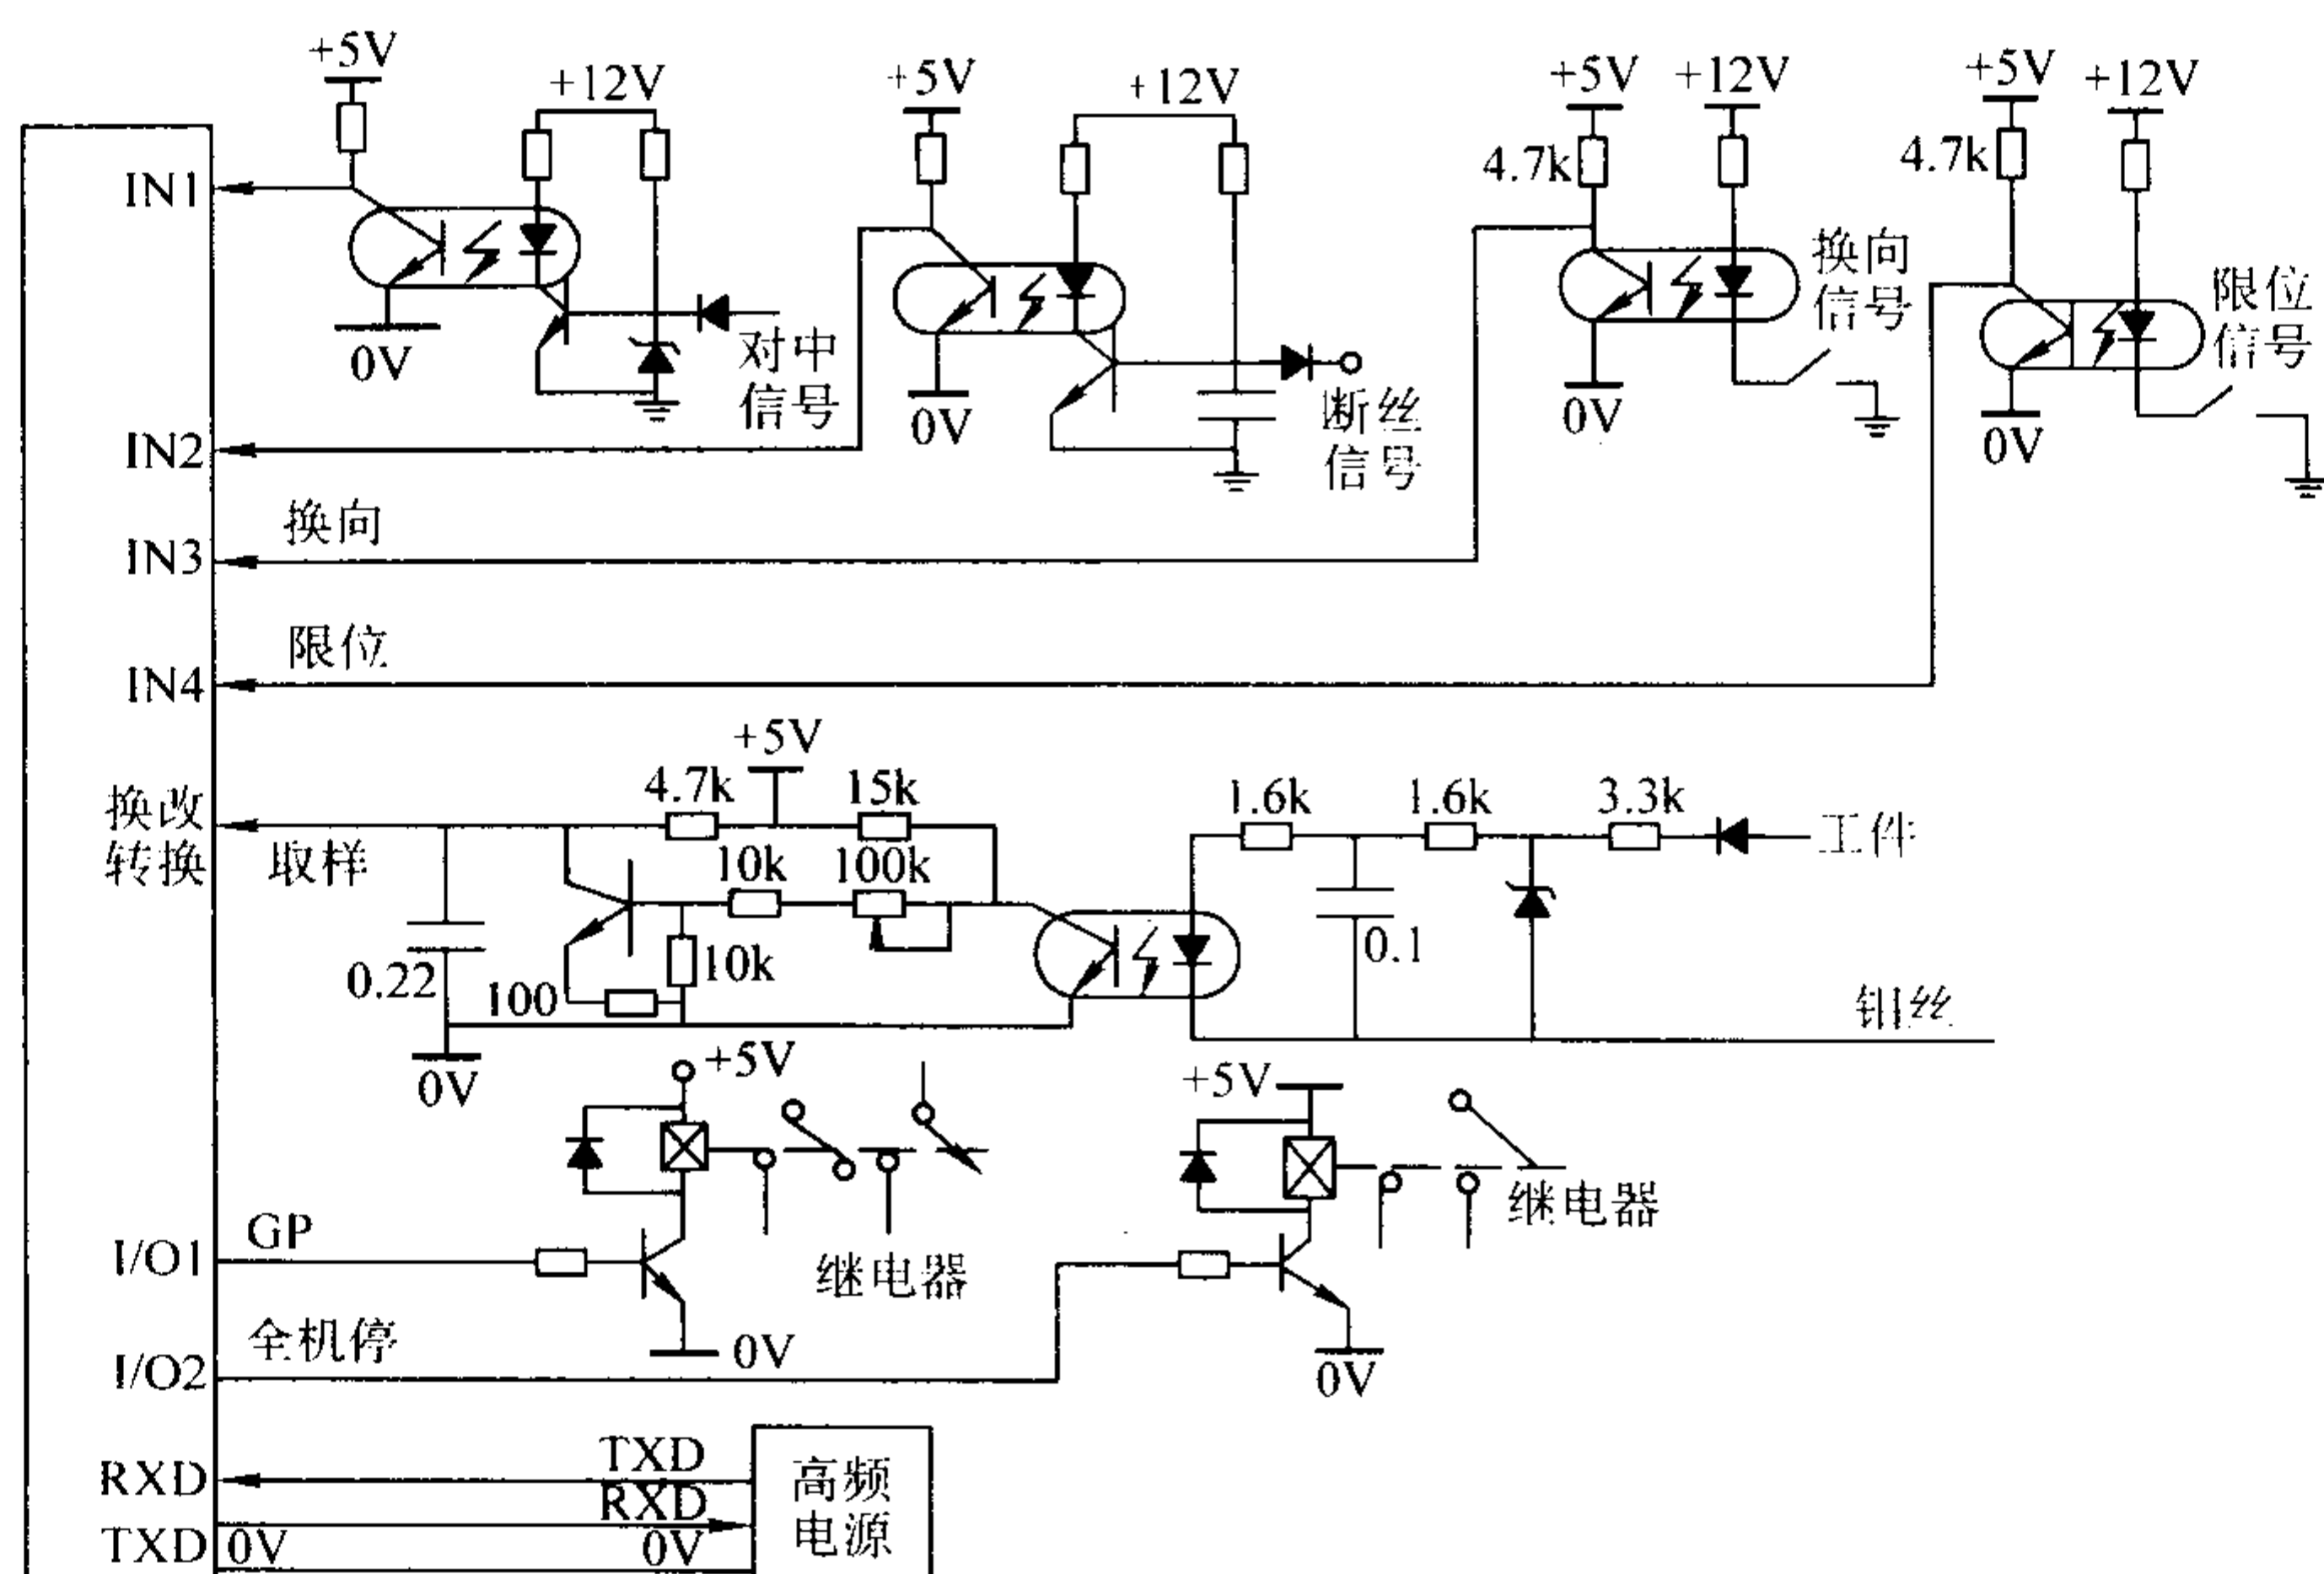 +5V
+12V
+5V
+12V
+5V
+12V
+5V
+12V
4.7k
4.7k
IN1
换向
信号
限位
信号
对中
信号
0V
0V
断丝
信号
0V
0V
IN2
换向
IN3
限位
IN4
+5V
4.7k
15k
1.6k
1.6k
3.3k
工件
换改
转换
取样
10k
100k
0.22
100
10k
0.1
钼丝
0V
+5V
+5V
继电器
GP
I/O1
继电器
全机停
0V
I/O2
0V
TXD
RXD
高频
电源
RXD
TXD
0V
0V